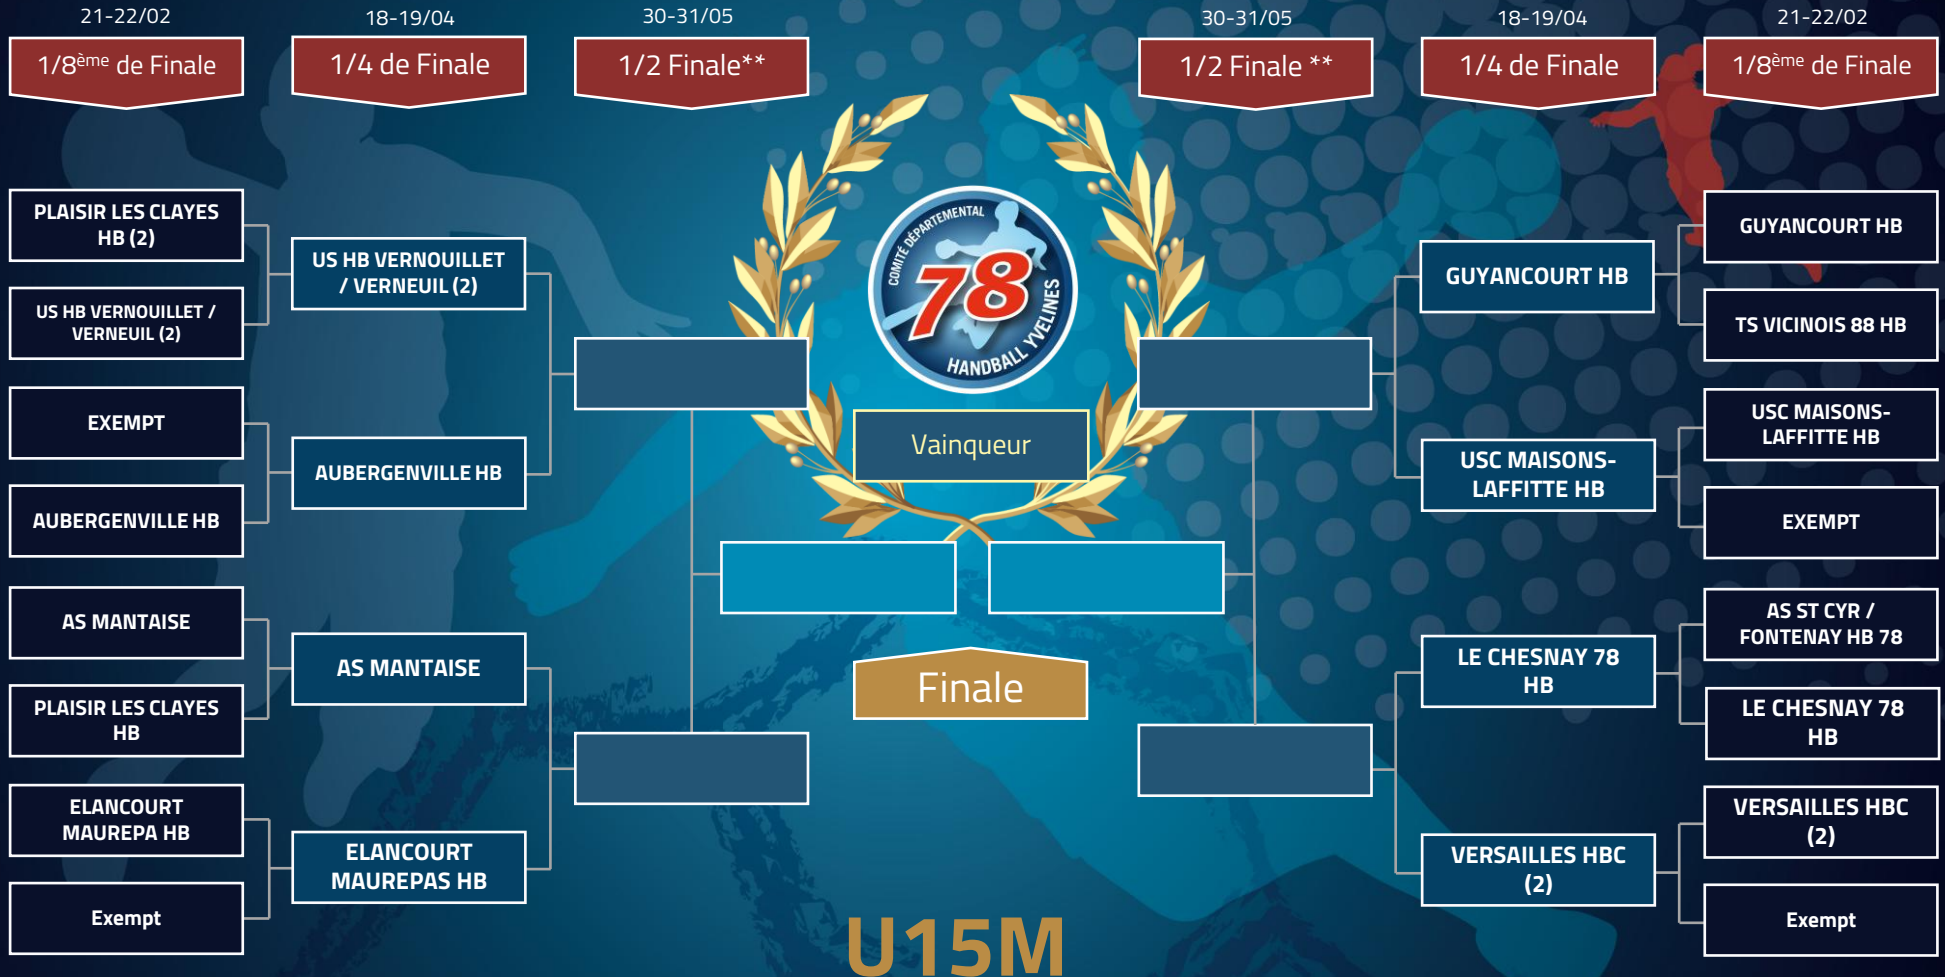 21-22/02
18-19/04
30-31/05
30-31/05
18-19/04
21-22/02
1/8ème de Finale
1/4 de Finale
1/2 Finale**
1/2 Finale **
1/4 de Finale
1/8ème de Finale
PLAISIR LES CLAYES
HB (2)
US HB VERNOUILLET /
VERNEUIL (2)
EXEMPT
AUBERGENVILLE HB
AS MANTAISE
PLAISIR LES CLAYES
HB
ELANCOURT
MAUREPA HB
Exempt
US HB VERNOUILLET
/ VERNEUIL (2)
AUBERGENVILLE HB
AS MANTAISE
ELANCOURT
MAUREPAS HB
COMITÉ DÉPARTEMENTAL
78
HANDBALL YVELINES
Vainqueur
Finale
U15M
GUYANCOURT HB
USC MAISONS-
LAFFITTE HB
LE CHESNAY 78
HB
VERSAILLES HBC
(2)
GUYANCOURT HB
TS VICINOIS 88 HB
USC MAISONS-
LAFFITTE HB
EXEMPT
AS ST CYR /
FONTENAY HB 78
LE CHESNAY 78
HB
VERSAILLES HBC
(2)
Exempt